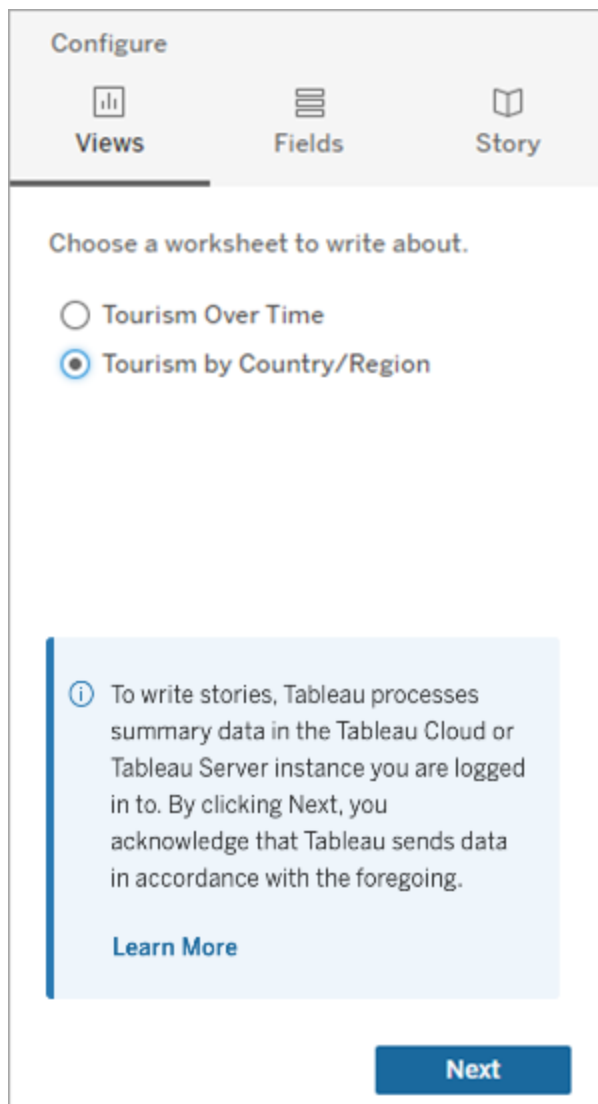 Configure
Views Fields Story
Choose a worksheet to write about.
Tourism Over Time
Tourism by Country/Region
To write stories, Tableau processes
summary data in the Tableau Cloud or
Tableau Server instance you are logged
in to. By clicking Next, you
acknowledge that Tableau sends data
in accordance with the foregoing.
Learn More
Next